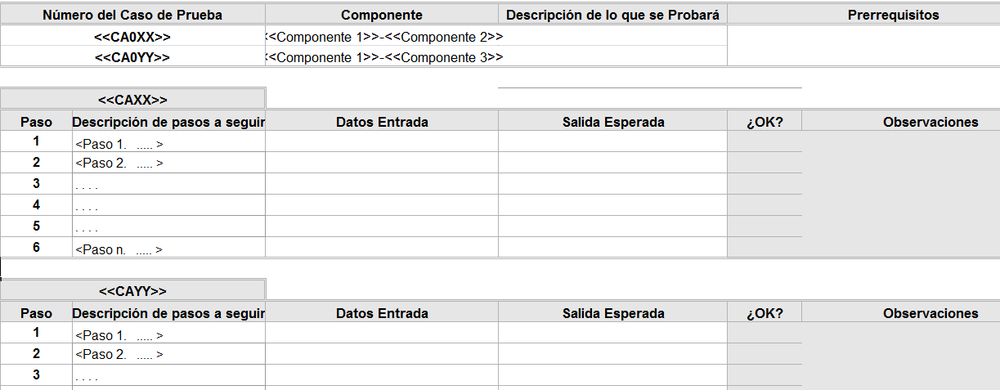 Número del Caso de Prueba Componente Descripción de lo que se Probará Prerrequisitos
<<CA0XX>> <<Componente 1>>-<<Componente 2>>
<<CA0YY>> <<Componente 1>>-<<Componente 3>>
<<CAXX>>
Paso Descripción de pasos a seguir Datos Entrada Salida Esperada ¿OK? Observaciones
1 <Paso 1. ..... >
2 <Paso 2. ..... >
3 . . . .
4 . . . .
5 . . . .
6 <Paso n. ..... >
<<CAYY>>
Paso Descripción de pasos a seguir Datos Entrada Salida Esperada ¿OK? Observaciones
1 <Paso 1. ..... >
2 <Paso 2. ..... >
3 . . . .